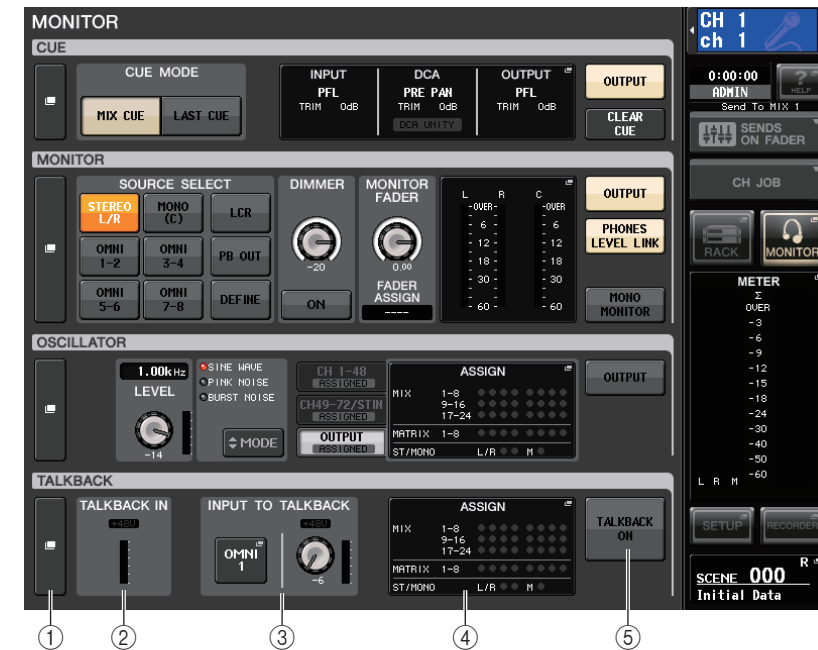 MONITOR
CUE
CUE MODE
MIX CUE
LAST CUE
INPUT
PFL
TRIM 0dB
DCA
PRE PAN
TRIM 0dB
DCA UNITY
OUTPUT
PFL
TRIM 0dB
OUTPUT
CLEAR
CUE
MONITOR
SOURCE SELECT
STEREO
L/R
MONO
(C)
LCR
OMNI
1-2
OMNI
3-4
PB OUT
OMNI
5-6
OMNI
7-8
DEFINE
DIMMER
-20
ON
MONITOR
FADER
0.00
FADER
ASSIGN
----
L R C
-OVER- -OVER
6 6
12 12
18 18
30 30
60 60
OUTPUT
PHONES
LEVEL LINK
MONO
MONITOR
OSCILLATOR
1.00kHz
LEVEL
-14
SINE WAVE
PINK NOISE
BURST NOISE
MODE
CH 1-48
ASSIGNED
CH49-72/STIN
ASSIGNED
OUTPUT
ASSIGNED
ASSIGN
MIX 1-8
9-16
17-24
MATRIX 1-8
ST/MONO L/R M
OUTPUT
TALKBACK
TALKBACK IN
+48V
INPUT TO TALKBACK
+48V
OMNI
1
-6
ASSIGN
MIX 1-8
9-16
17-24
MATRIX 1-8
ST/MONO L/R M
TALKBACK
ON
CH 1
ch 1
0:00:00
ADMIN
?
HELP
Send To MIX 1
SENDS
ON FADER
CH JOB
RACK
MONITOR
METER
Σ
OVER
-3
-6
-9
-12
-15
-18
-24
-30
-40
-50
-60
L R M
SETUP
RECORDER
R
SCENE 000
Initial Data
① ② ③ ④ ⑤